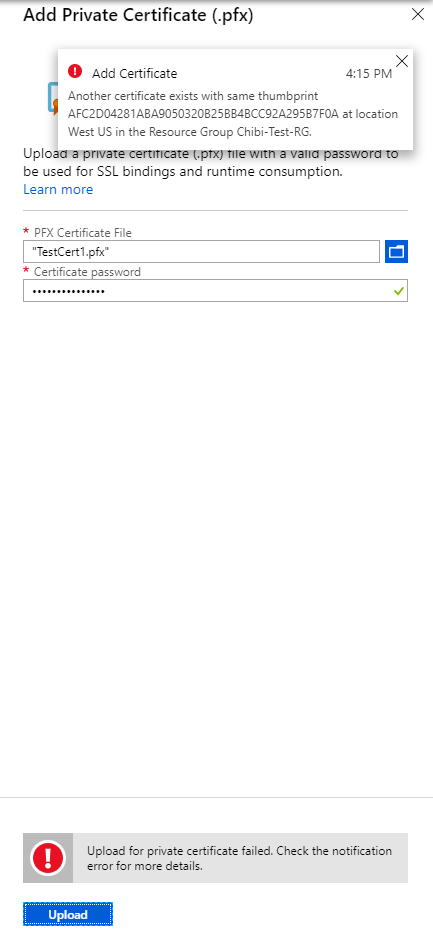 Add Private Certificate (.pfx)
Add Certificate
4:15 PM
Another certificate exists with same thumbprint
AFC2D04281ABA9050320B25BB4BCC92A295B7F0A at location
West US in the Resource Group Chibi-Test-RG.
Upload a private certificate (.pfx) file with a valid password to
be used for SSL bindings and runtime consumption.
Learn more
* PFX Certificate File
"TestCert1.pfx"
* Certificate password
•••••••••••••••
Upload for private certificate failed. Check the notification
error for more details.
Upload